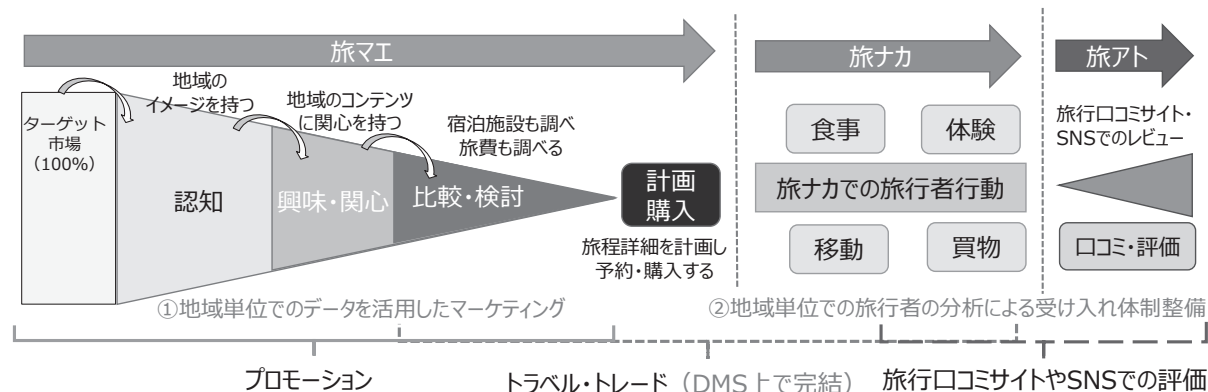 旅マエ
旅ナカ
旅アト
ターゲット
市場
(100%)
地域の
イメージを持つ
地域のコンテンツ
に関心を持つ
宿泊施設も調べ
旅費も調べる
認知
興味・関心
比較・検討
計画
購入
旅程詳細を計画し
予約・購入する
食事
体験
旅ナカでの旅行者行動
移動
買物
旅行口コミサイト・
SNSでのレビュー
口コミ・評価
①地域単位でのデータを活用したマーケティング
②地域単位での旅行者の分析による受け入れ体制整備
プロモーション
トラベル・トレード（DMS上で完結）
旅行口コミサイトやSNSでの評価